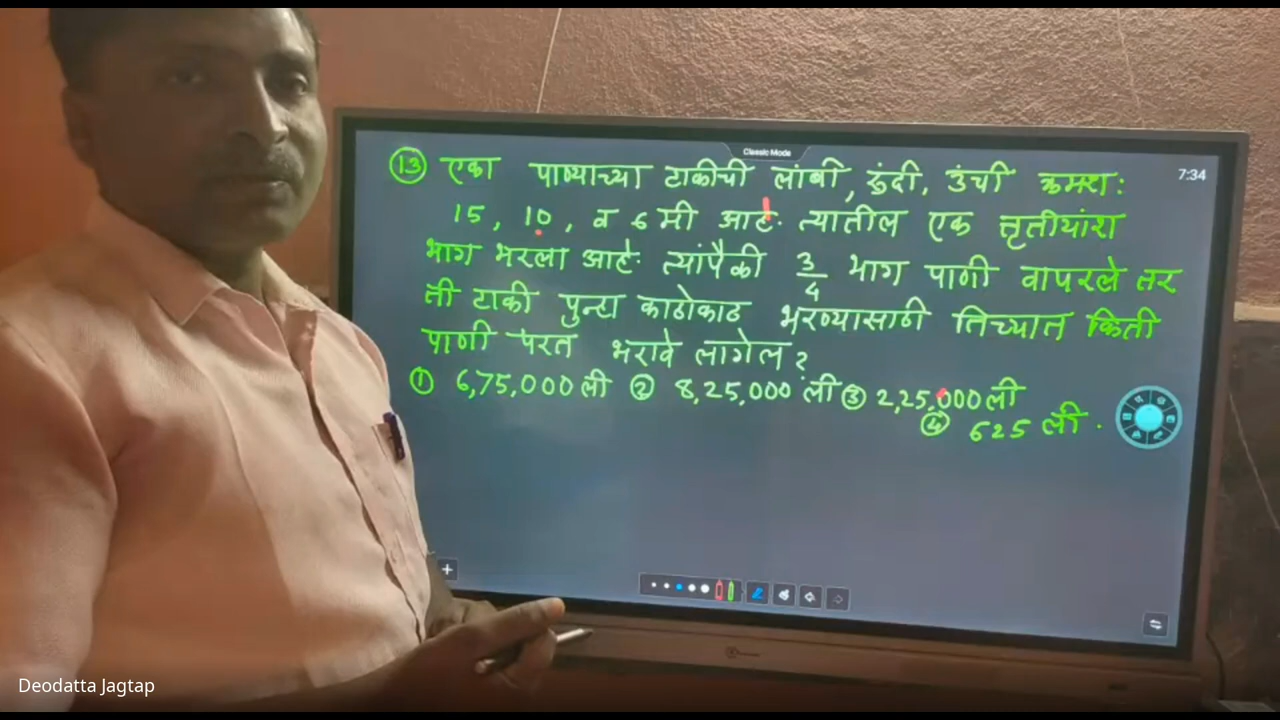 Classic Mode
7:34
13 एका पाण्याच्या टाकीची लांबी, रुंदी, उंची क्रमशः
15, 10, व 6 मी आहे. त्यातील एक तृतीयांश
भाग भरला आहे. त्यांपैकी 3/4 भाग पाणी वापरले तर
ती टाकी पुन्हा काठोकाठ भरण्यासाठी तिच्यात किती
पाणी परत भरावे लागेल?
① 6,75,000 ली ② 8,25,000 ली ③ 2,25,000 ली
④ 625 ली.
Deodatta Jagtap